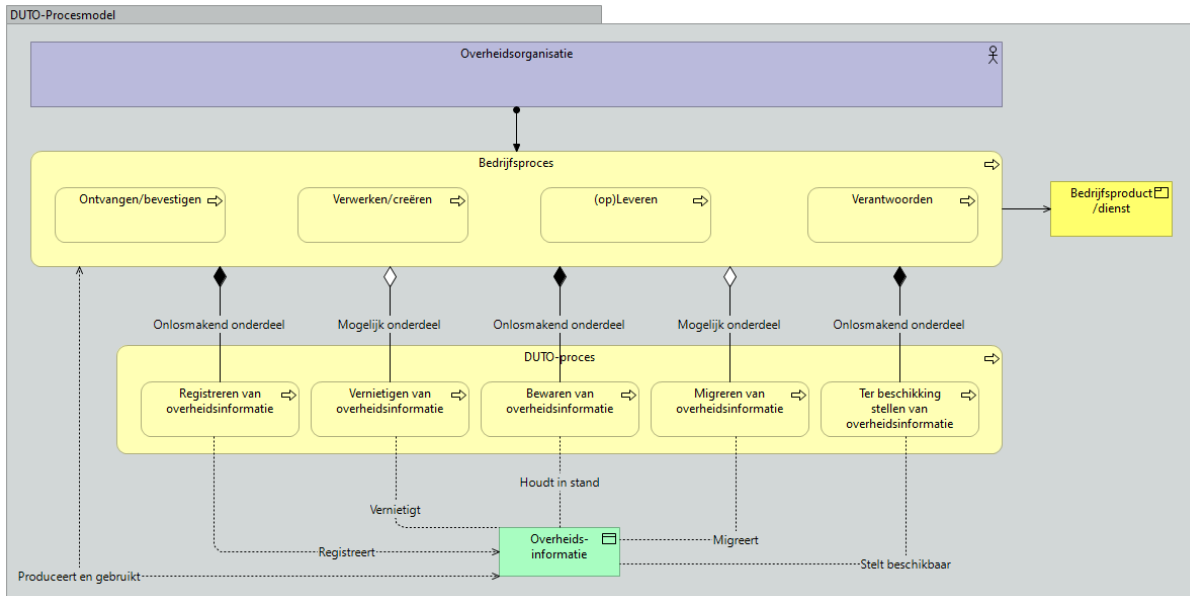 DUTO-Procesmodel
Overheidsorganisatie
Bedrijfsproces
Ontvangen/bevestigen
Verwerken/creëren
(op)Leveren
Verantwoorden
Bedrijfsproduct
/dienst
Onlosmakend onderdeel
Mogelijk onderdeel
Onlosmakend onderdeel
Mogelijk onderdeel
Onlosmakend onderdeel
DUTO-proces
Registreren van
overheidsinformatie
Vernietigen van
overheidsinformatie
Bewaren van
overheidsinformatie
Migreren van
overheidsinformatie
Ter beschikking
stellen van
overheidsinformatie
Houdt in stand
Vernietigt
Registreert
Overheids-
informatie
Migreert
Stelt beschikbaar
Produceert en gebruikt